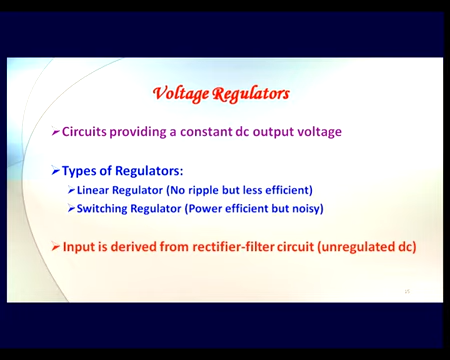 Voltage Regulators
Circuits providing a constant dc output voltage
Types of Regulators:
Linear Regulator (No ripple but less efficient)
Switching Regulator (Power efficient but noisy)
Input is derived from rectifier-filter circuit (unregulated dc)